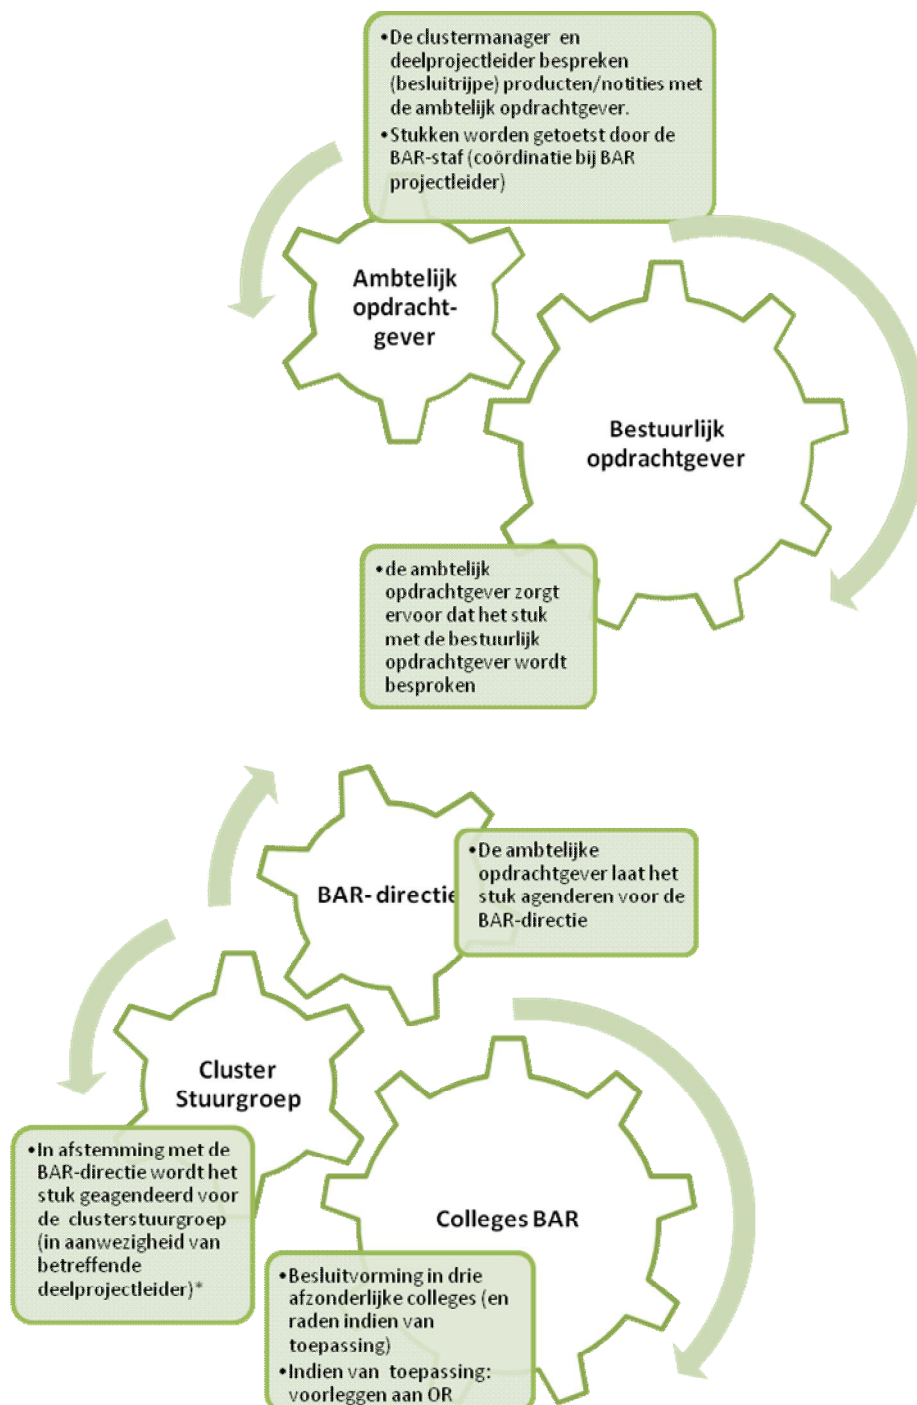 •De clustermanager en
deelprojectleider bespreken
(besluitrijpe) producten/notities met
de ambtelijk opdrachtgever.
•Stukken worden getoetst door de
BAR-staf (coördinatie bij BAR
projectleider)
Ambtelijk
opdracht-
gever
Bestuurlijk
opdrachtgever
•de ambtelijk
opdrachtgever zorgt
ervoor dat het stuk
met de bestuurlijk
opdrachtgever wordt
besproken
BAR- directie
•De ambtelijke
opdrachtgever laat het
stuk agenderen voor de
BAR-directie
Cluster
Stuurgroep
•In afstemming met de
BAR-directie wordt het
stuk geagendeerd voor
de clusterstuurgroep
(in aanwezigheid van
betreffende
deelprojectleider)*
Colleges BAR
•Besluitvorming in drie
afzonderlijke colleges (en
raden indien van
toepassing)
•Indien van toepassing:
voorleggen aan OR